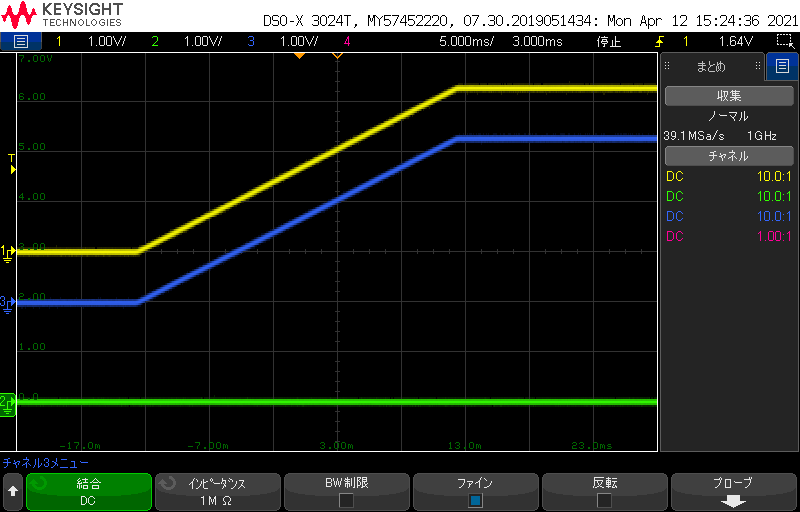 KEYSIGHT
TECHNOLOGIES
DSO-X 3024T, MY57452220, 07.30.2019051434: Mon Apr 12 15:24:36 2021
1 1.00V/ 2 1.00V/ 3 1.00V/ 4 5.000ms/ 3.000ms 停止 1 1.64V
7.00V
6.00
5.00
4.00
3.00
2.00
1.00
0.0
T
1
3
2
-17.0m -7.00m 3.00m 13.0m 23.0ms
まとめ
収集
ノーマル
39.1MSa/s 1GHz
チャネル
DC 10.0:1
DC 10.0:1
DC 10.0:1
DC 1.00:1
チャネル3メニュー
結合
DC
インピータンス
1M Ω
BW制限
ファイン
反転
プローブ